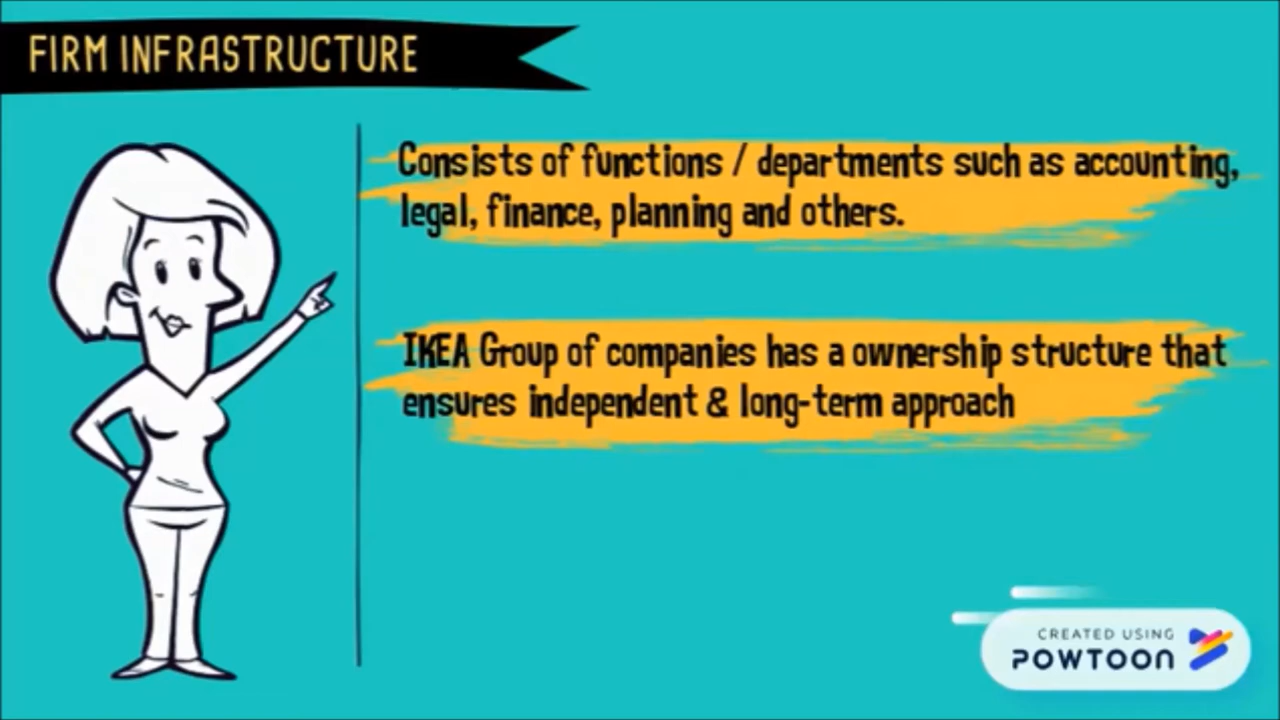 FIRM INFRASTRUCTURE
Consists of functions / departments such as accounting,
legal, finance, planning and others.
IKEA Group of companies has a ownership structure that
ensures independent & long-term approach
CREATED USING
POWTOON